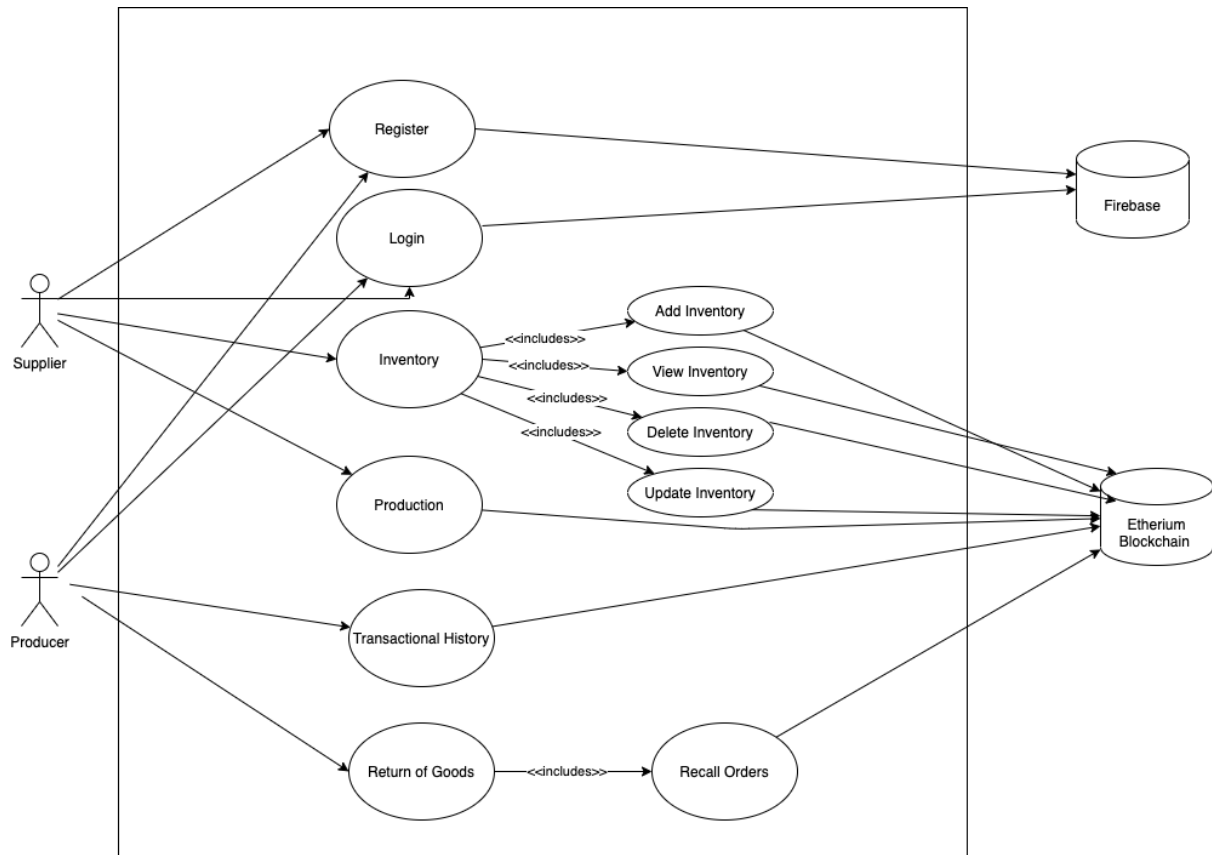 Register
Firebase
Login
Supplier
Add Inventory
<<includes>>
Inventory
<<includes>>
View Inventory
<<includes>>
Delete Inventory
<<includes>>
Update Inventory
Production
Etherium
Blockchain
Producer
Transactional History
Return of Goods
<<includes>>
Recall Orders